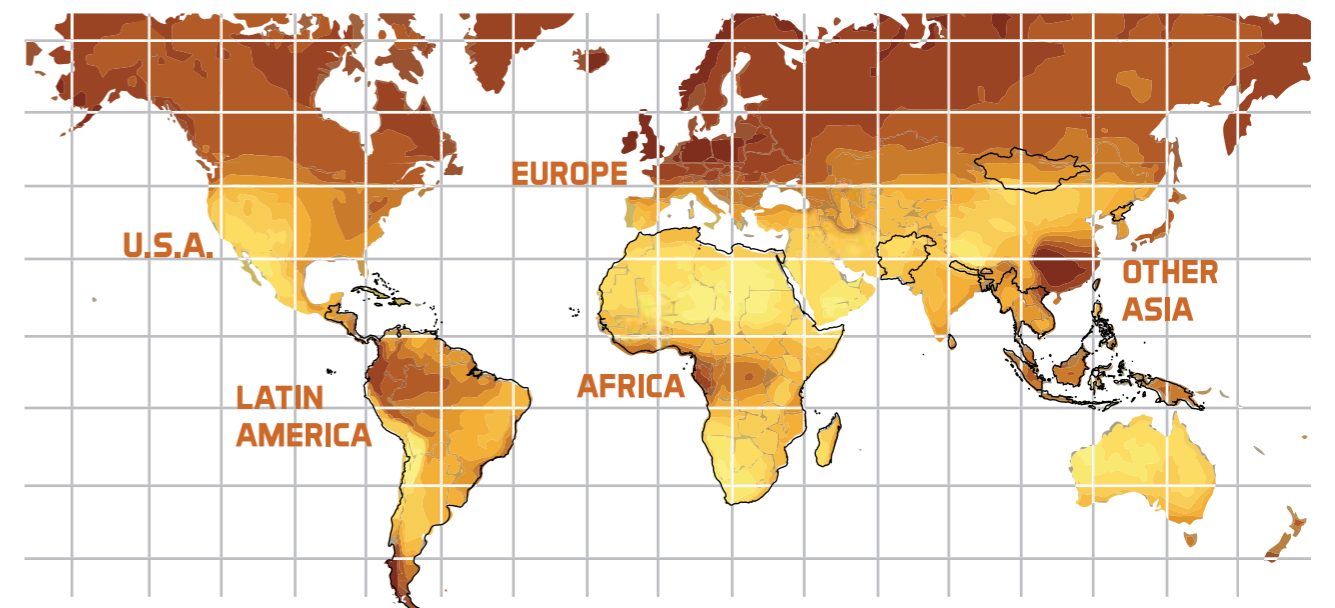 EUROPE
U.S.A.
OTHER
ASIA
AFRICA
LATIN
AMERICA